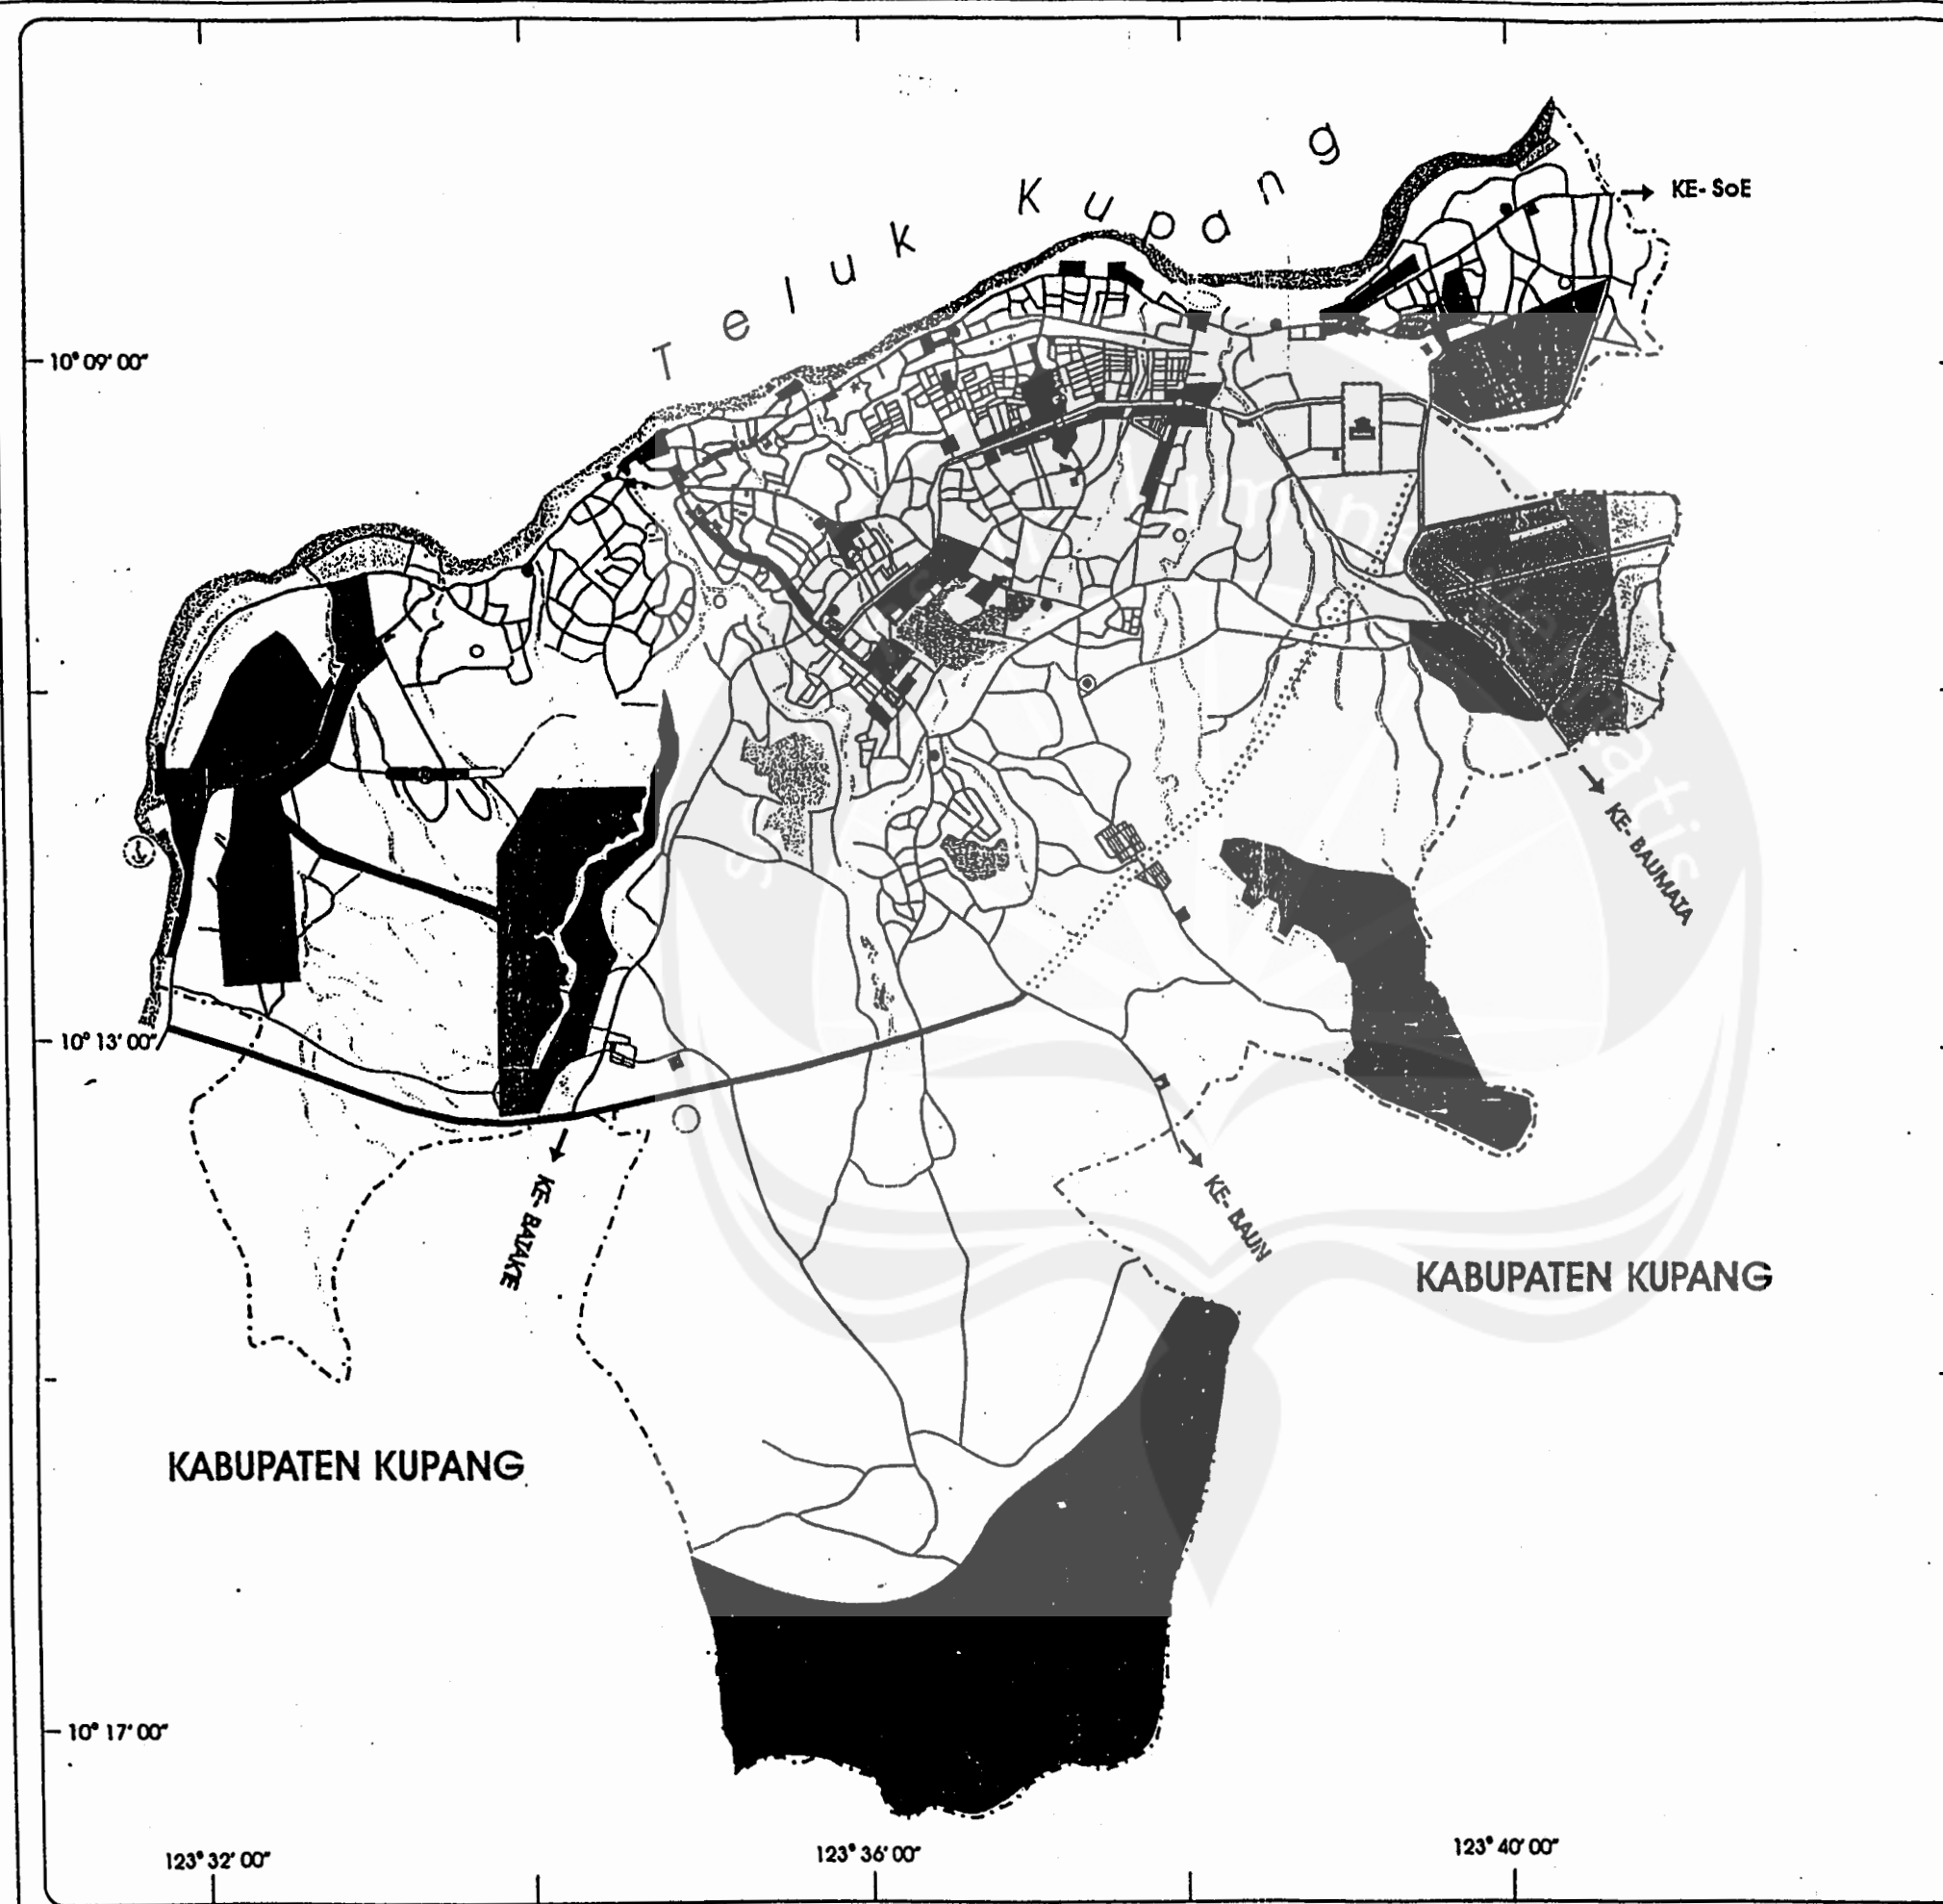 Teluk Kupang
KE- SoE
10° 09' 00"
KE- BAUMATA
10° 13' 00"
KE- BATAKE
KE- BAUN
KABUPATEN KUPANG
KABUPATEN KUPANG
10° 17' 00"
123° 32' 00"
123° 36' 00"
123° 40' 00"